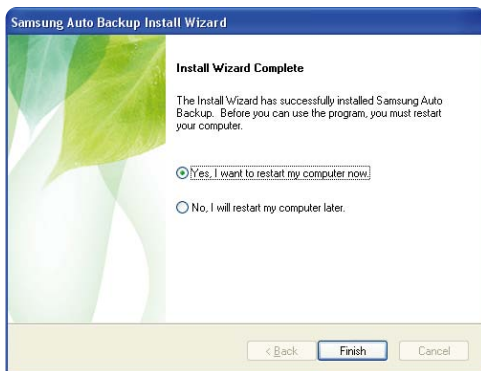 Samsung Auto Backup Install Wizard
Install Wizard Complete
The Install Wizard has successfully installed Samsung Auto
Backup. Before you can use the program, you must restart
your computer.
Yes, I want to restart my computer now.
No, I will restart my computer later.
< Back Finish Cancel